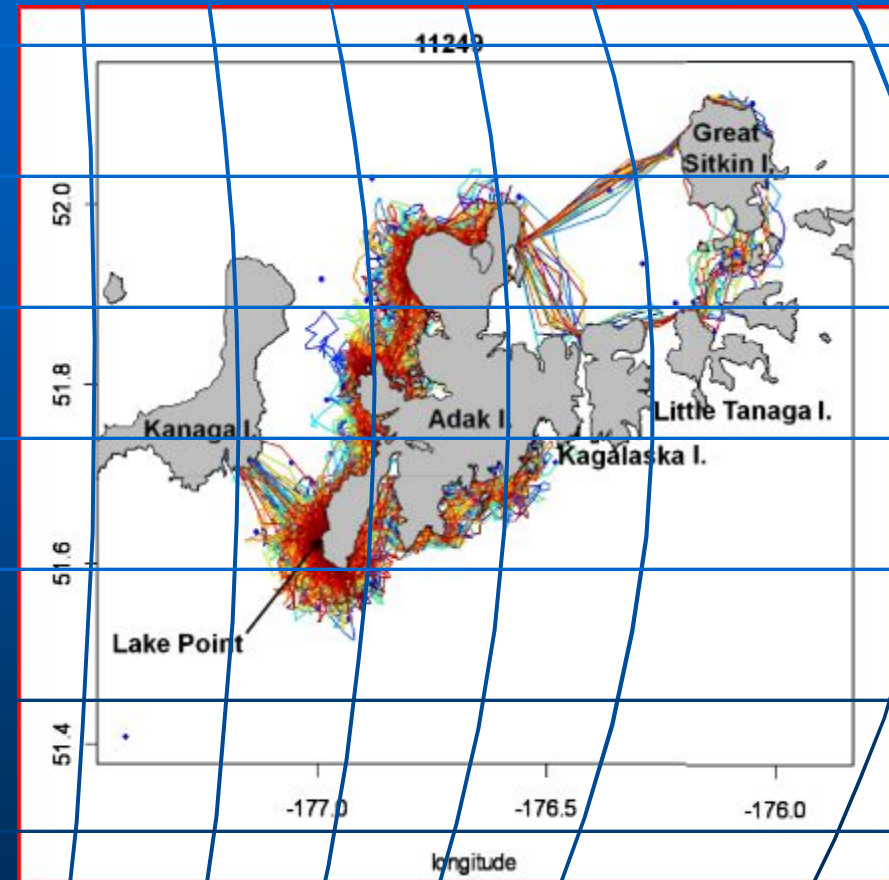 11249
Great
Sitkin I.
52.0
51.8
Kanaga I.
Adak I.
Little Tanaga I.
Kagalaska I.
51.6
Lake Point
51.4
-177.0
-176.5
-176.0
longitude